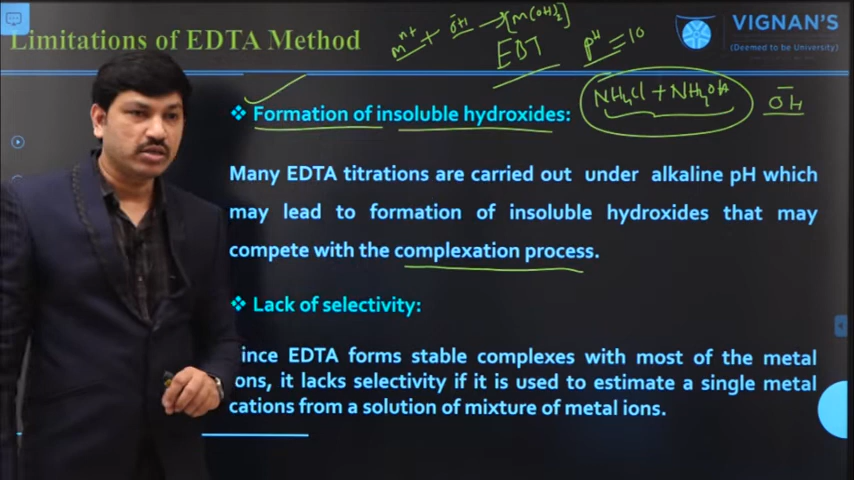 Limitations of EDTA Method
Mⁿ⁺ + ŌH → [M(OH)₂]
EBT
pH = 10
VIGNAN'S
(Deemed to be University)
❖ Formation of insoluble hydroxides:
NH₄Cl + NH₄OH
ŌH
Many EDTA titrations are carried out under alkaline pH which
may lead to formation of insoluble hydroxides that may
compete with the complexation process.
❖ Lack of selectivity:
ince EDTA forms stable complexes with most of the metal
ons, it lacks selectivity if it is used to estimate a single metal
cations from a solution of mixture of metal ions.